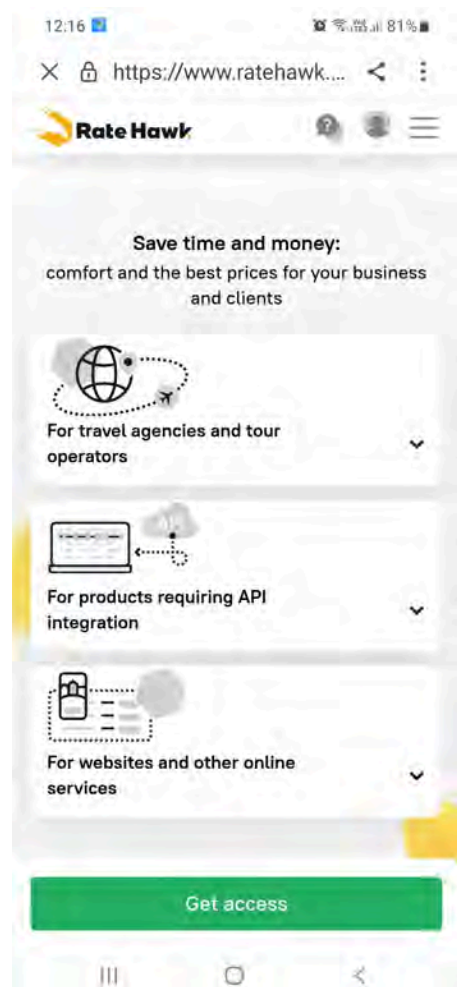 12:16
81%
https://www.ratehawk....
Rate Hawk
Save time and money:
comfort and the best prices for your business
and clients
For travel agencies and tour
operators
For products requiring API
integration
For websites and other online
services
Get access